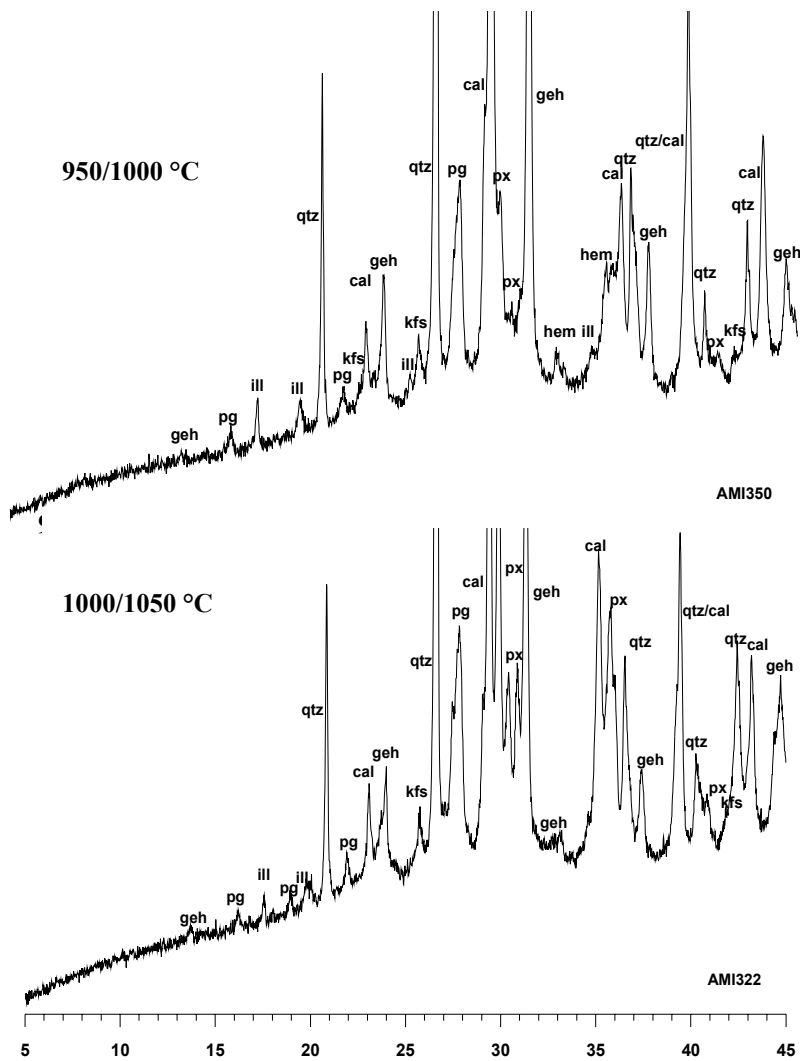 950/1000 °C
geh
pg
ill
ill
qtz
pg
kfs
cal
geh
ill
kfs
qtz
pg
cal
px
px
geh
hem
ill
hem
cal
qtz
qtz/cal
geh
qtz
px
kfs
qtz
cal
geh
AMI350
1000/1050 °C
geh
pg
ill
pg
ill
qtz
pg
cal
geh
kfs
qtz
pg
cal
px
px
geh
geh
cal
px
qtz
geh
qtz/cal
qtz
px
kfs
qtz
cal
geh
AMI322
5 10 15 20 25 30 35 40 45